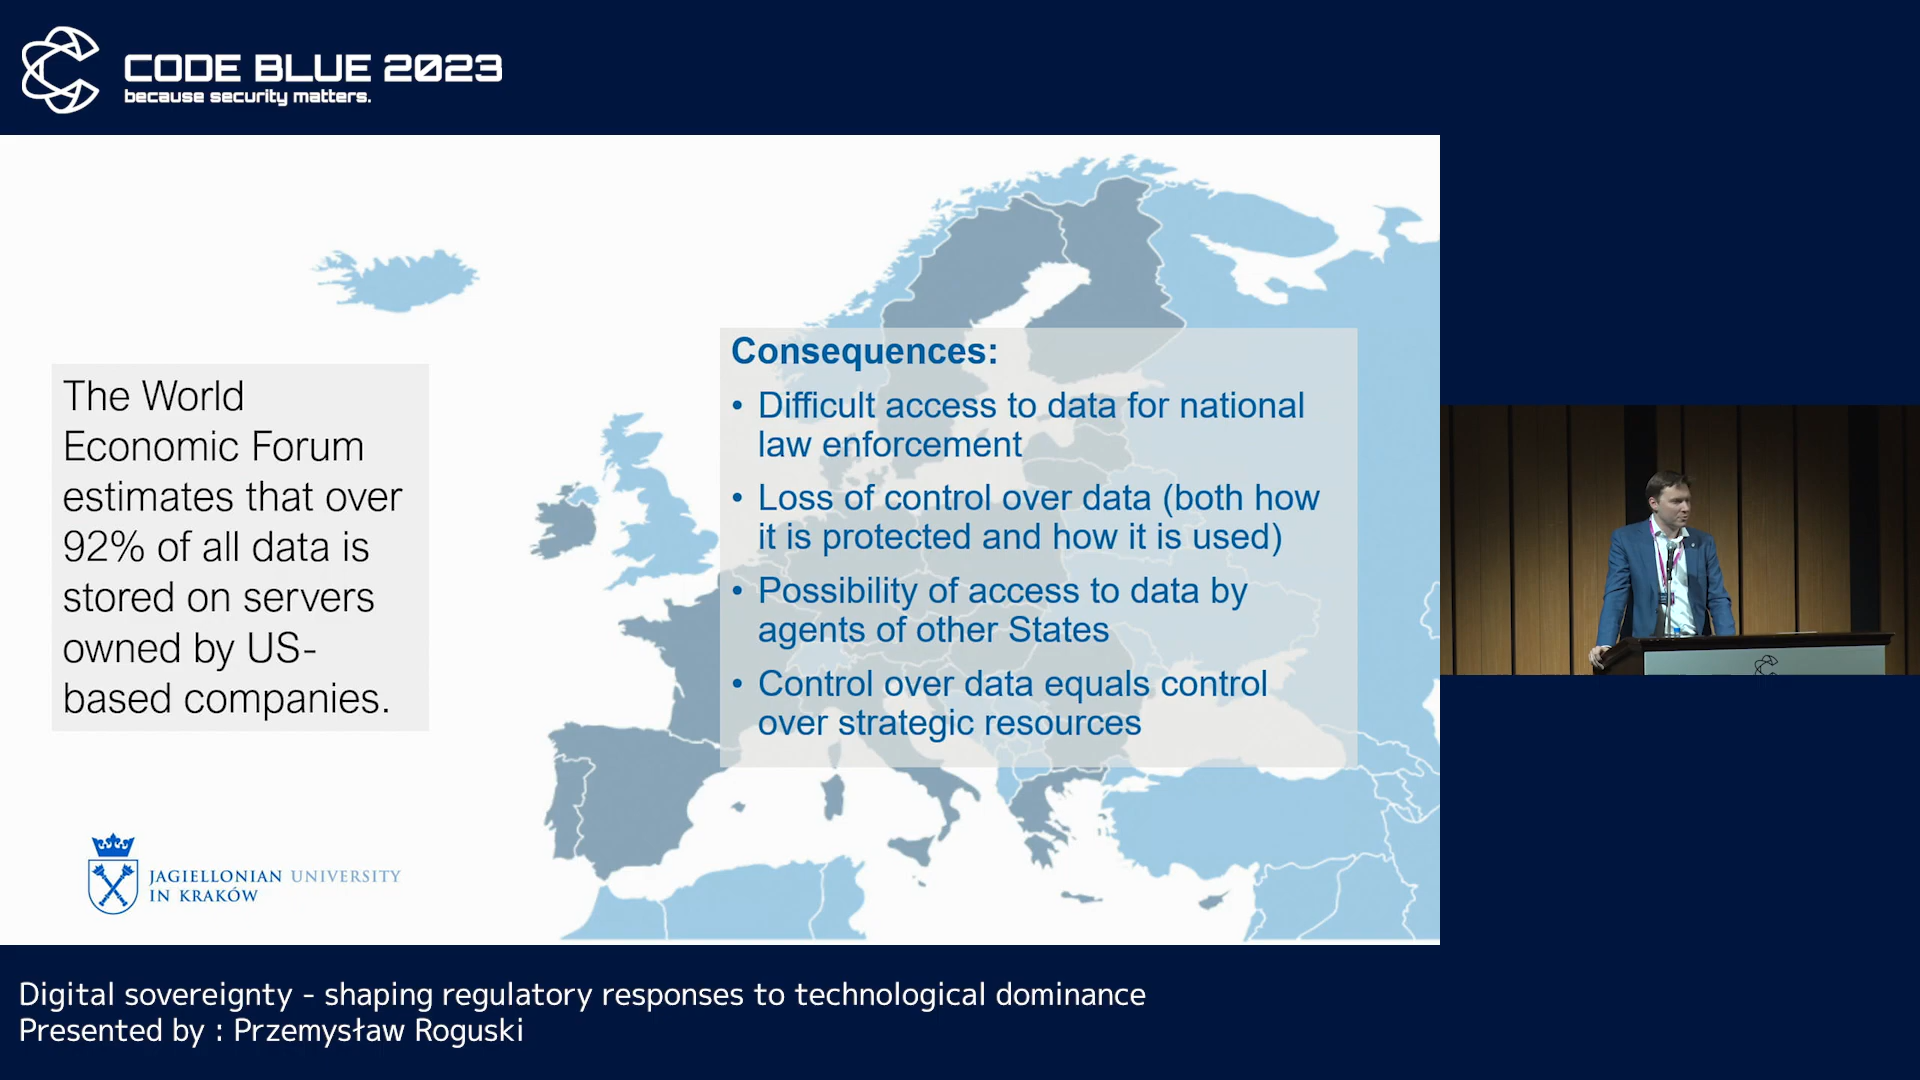 CODE BLUE 2023
because security matters.
The World
Economic Forum
estimates that over
92% of all data is
stored on servers
owned by US-
based companies.
Consequences:
• Difficult access to data for national
law enforcement
• Loss of control over data (both how
it is protected and how it is used)
• Possibility of access to data by
agents of other States
• Control over data equals control
over strategic resources
JAGIELLONIAN UNIVERSITY
IN KRAKÓW
Digital sovereignty - shaping regulatory responses to technological dominance
Presented by : Przemysław Roguski